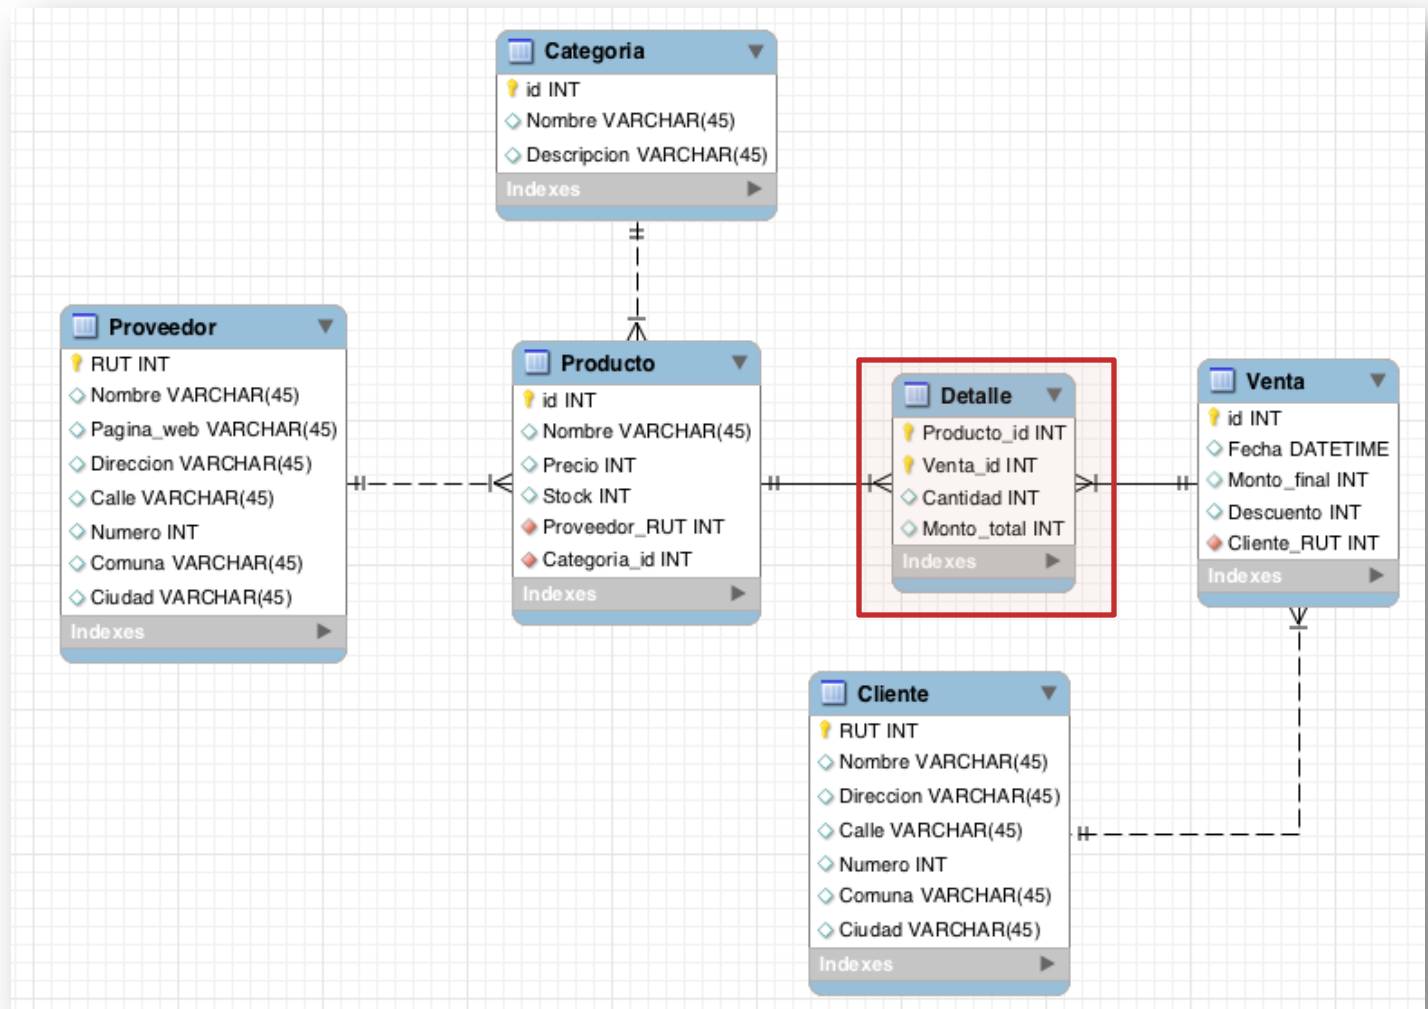 Categoria
id INT
Nombre VARCHAR(45)
Descripcion VARCHAR(45)
Indexes
Proveedor
RUT INT
Nombre VARCHAR(45)
Pagina_web VARCHAR(45)
Direccion VARCHAR(45)
Calle VARCHAR(45)
Numero INT
Comuna VARCHAR(45)
Ciudad VARCHAR(45)
Indexes
Producto
id INT
Nombre VARCHAR(45)
Precio INT
Stock INT
Proveedor_RUT INT
Categoria_id INT
Indexes
Detalle
Producto_id INT
Venta_id INT
Cantidad INT
Monto_total INT
Indexes
Venta
id INT
Fecha DATETIME
Monto_final INT
Descuento INT
Cliente_RUT INT
Indexes
Cliente
RUT INT
Nombre VARCHAR(45)
Direccion VARCHAR(45)
Calle VARCHAR(45)
Numero INT
Comuna VARCHAR(45)
Ciudad VARCHAR(45)
Indexes